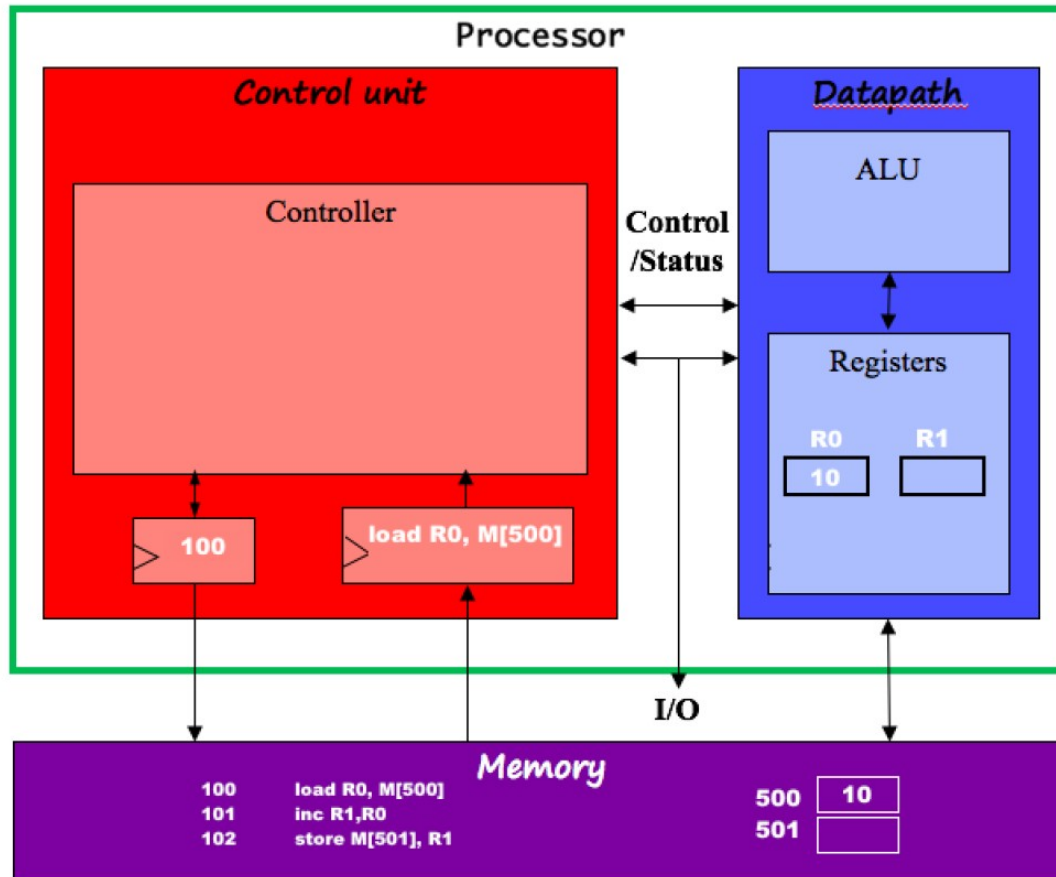 Processor
Control unit
Datapath
ALU
Controller
Control
/Status
Registers
R0 R1
10
100
load R0, M[500]
I/O
Memory
100 load R0, M[500]
101 inc R1,R0
102 store M[501], R1
500 10
501